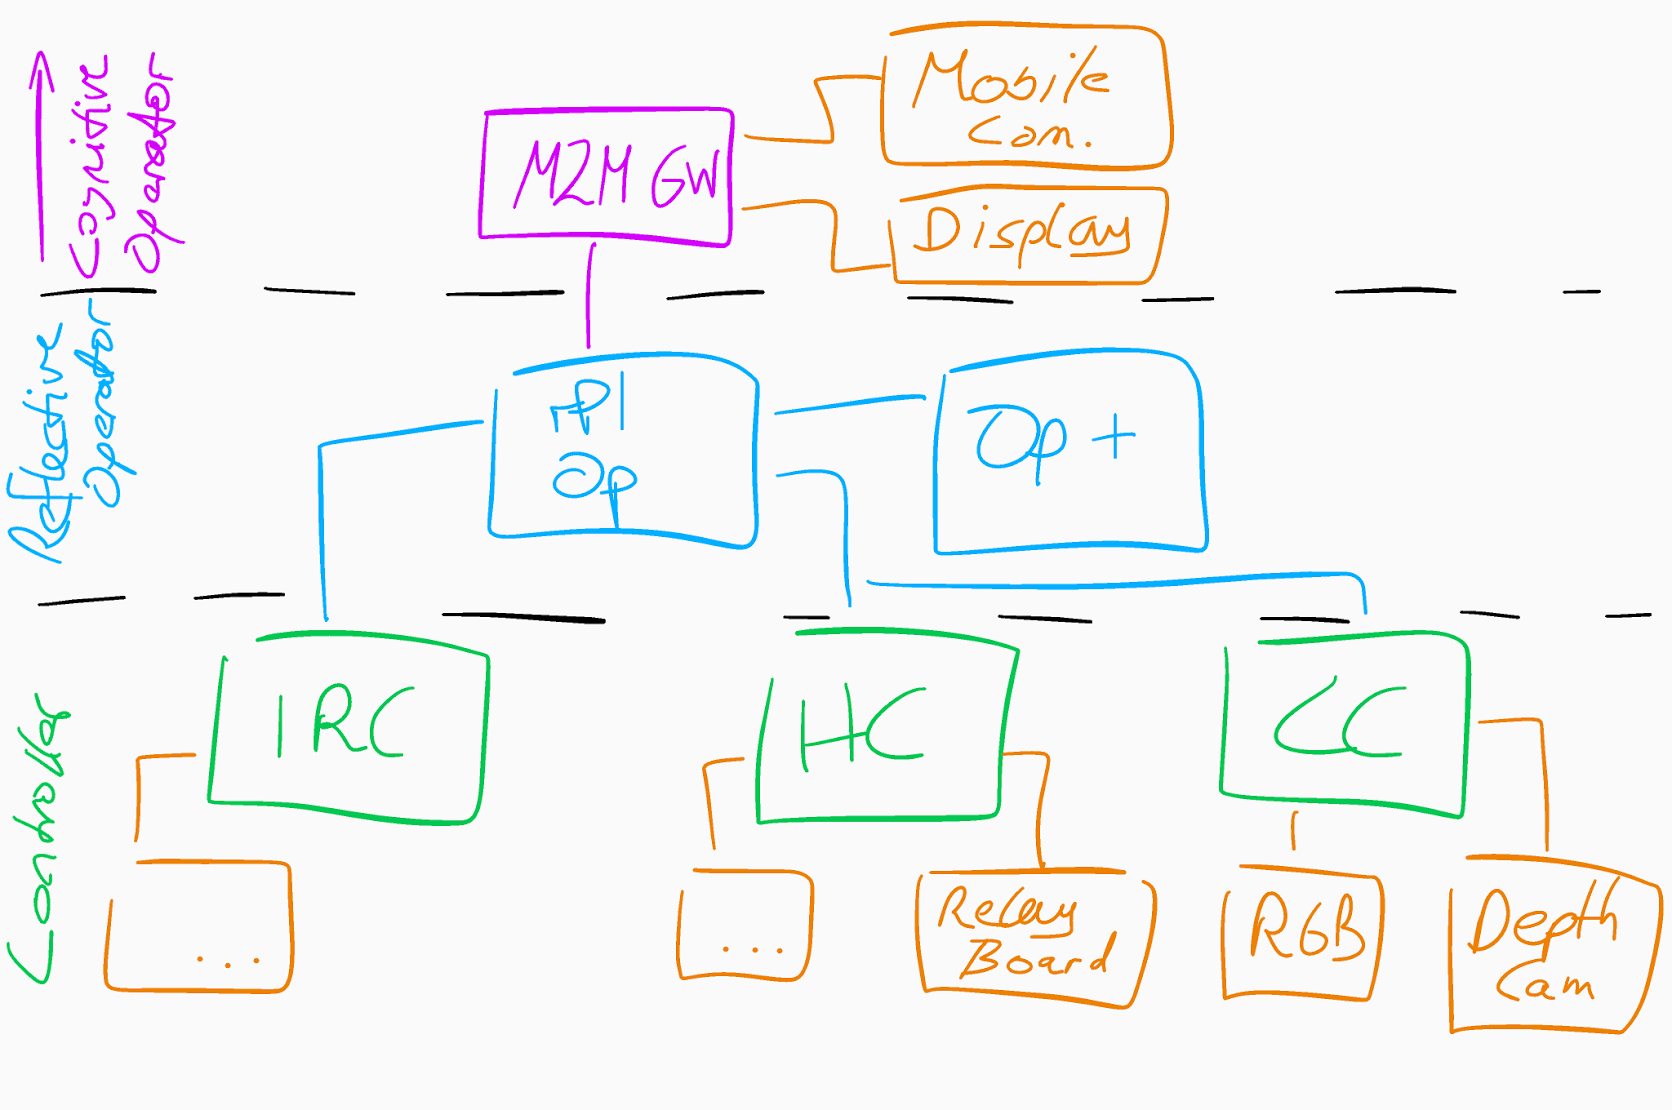 Cognitive
Operator
M2M GW
Mobile
Com.
Display
Reflective
Operator
rPI
Op
Op +
Controller
IRC
HC
CC
...
...
Relay
Board
RGB
Depth
Cam